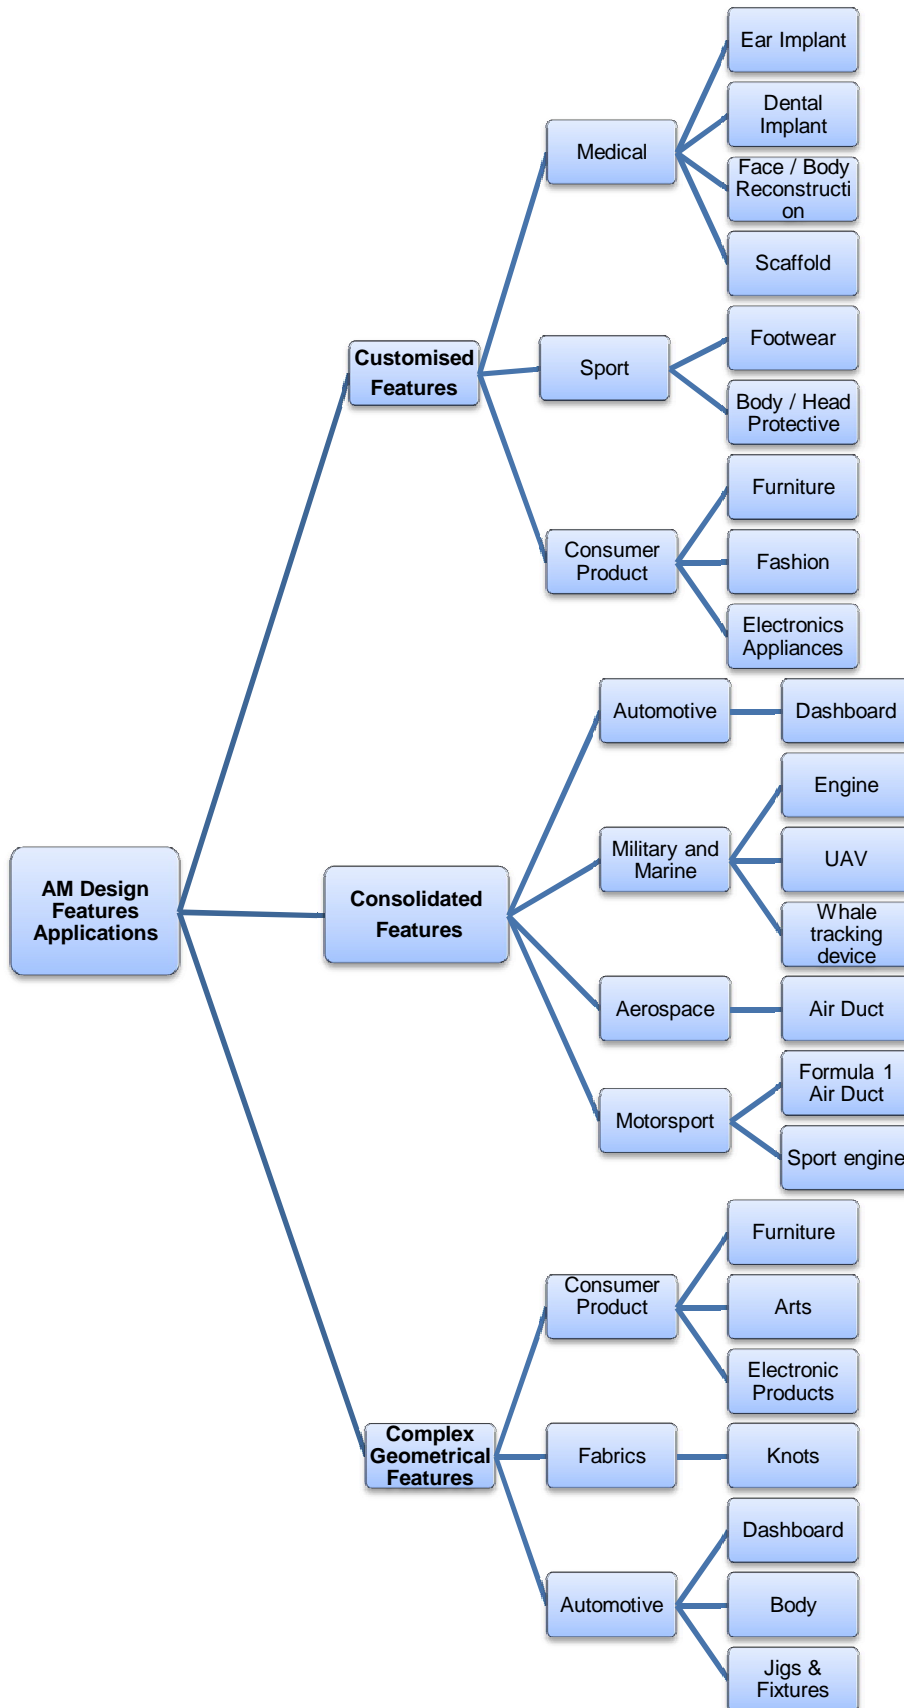 AM Design
Features
Applications
Customised
Features
Medical
Ear Implant
Dental
Implant
Face / Body
Reconstructi
on
Scaffold
Sport
Footwear
Body / Head
Protective
Consumer
Product
Furniture
Fashion
Electronics
Appliances
Consolidated
Features
Automotive
Dashboard
Military and
Marine
Engine
UAV
Whale
tracking
device
Aerospace
Air Duct
Motorsport
Formula 1
Air Duct
Sport engine
Complex
Geometrical
Features
Consumer
Product
Furniture
Arts
Electronic
Products
Fabrics
Knots
Automotive
Dashboard
Body
Jigs &
Fixtures